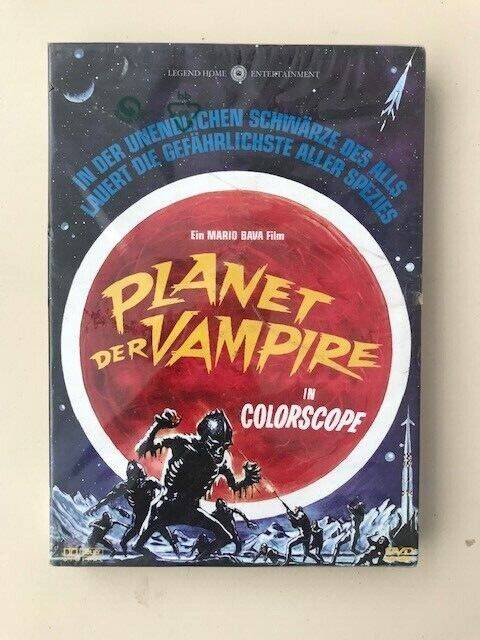 LEGEND HOME ENTERTAINMENT
IN DER UNENDLICHEN SCHWÄRZE DES ALLS
LAUERT DIE GEFÄHRLICHSTE ALLER SPEZIES
Ein MARIO BAVA Film
PLANET
DER VAMPIRE
IN
COLORSCOPE
DVD